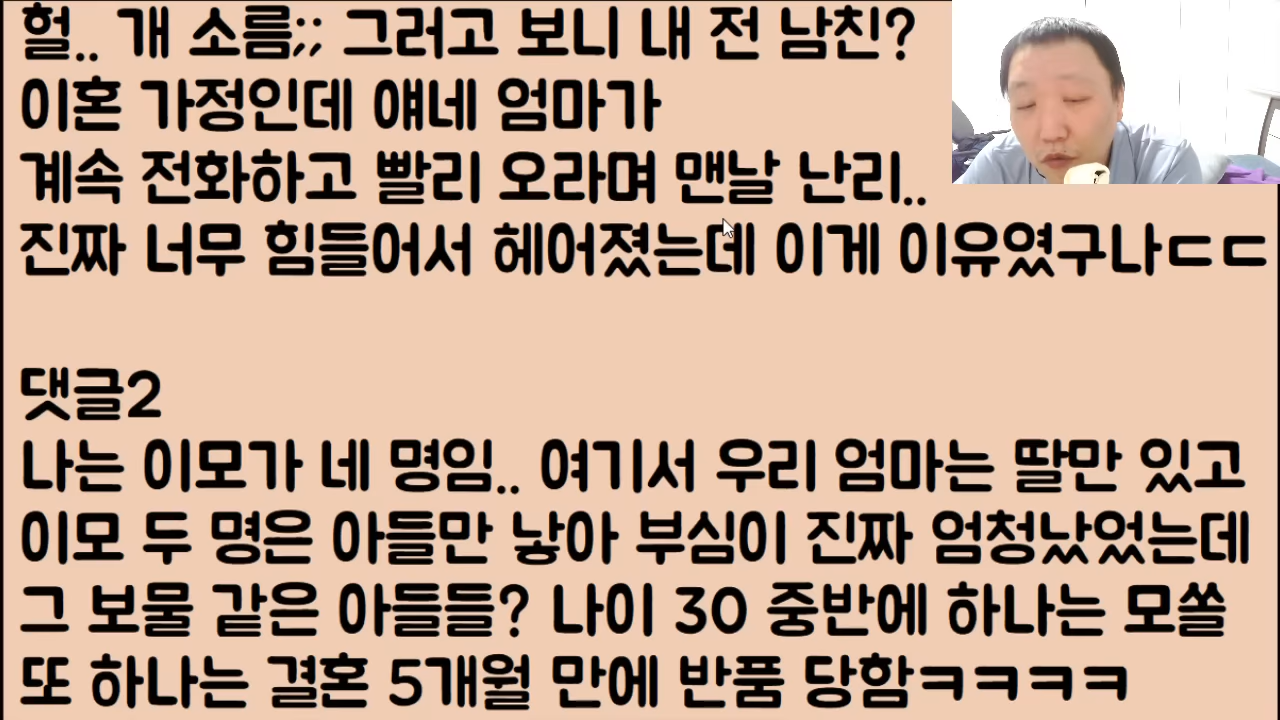 헐.. 개 소름;; 그러고 보니 내 전 남친?
이혼 가정인데 얘네 엄마가
계속 전화하고 빨리 오라며 맨날 난리..
진짜 너무 힘들어서 헤어졌는데 이게 이유였구나ㄷㄷ
댓글2
나는 이모가 네 명임.. 여기서 우리 엄마는 딸만 있고
이모 두 명은 아들만 낳아 부심이 진짜 엄청났었는데
그 보물 같은 아들들? 나이 30 중반에 하나는 모쏠
또 하나는 결혼 5개월 만에 반품 당함ㅋㅋㅋㅋ